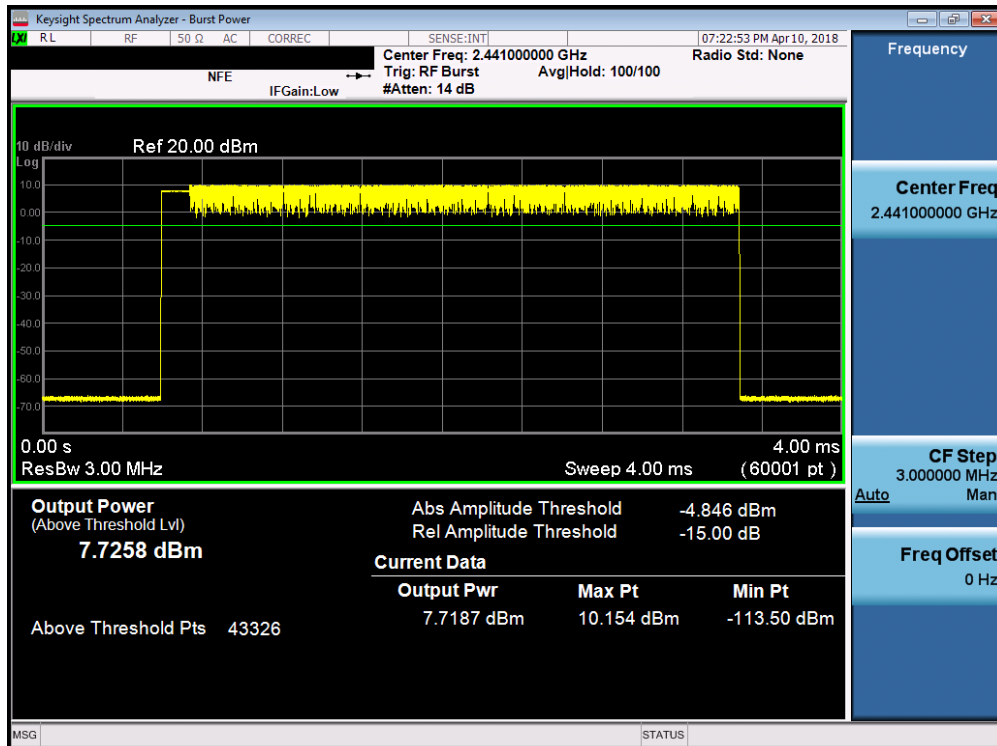 Keysight Spectrum Analyzer - Burst Power
LXI RL RF 50 Ω AC CORREC SENSE:INT 07:22:53 PM Apr 10, 2018
Center Freq: 2.441000000 GHz Radio Std: None
NFE Trig: RF Burst Avg|Hold: 100/100
IFGain:Low #Atten: 14 dB
Frequency
10 dB/div Ref 20.00 dBm
Log
10.0
0.00
-10.0
-20.0
-30.0
-40.0
-50.0
-60.0
-70.0
0.00 s 4.00 ms
ResBw 3.00 MHz Sweep 4.00 ms (60001 pt)
Center Freq
2.441000000 GHz
CF Step
3.000000 MHz
Auto Man
Freq Offset
0 Hz
Output Power
(Above Threshold Lvl)
7.7258 dBm
Above Threshold Pts 43326
Abs Amplitude Threshold -4.846 dBm
Rel Amplitude Threshold -15.00 dB
Current Data
Output Pwr Max Pt Min Pt
7.7187 dBm 10.154 dBm -113.50 dBm
MSG STATUS